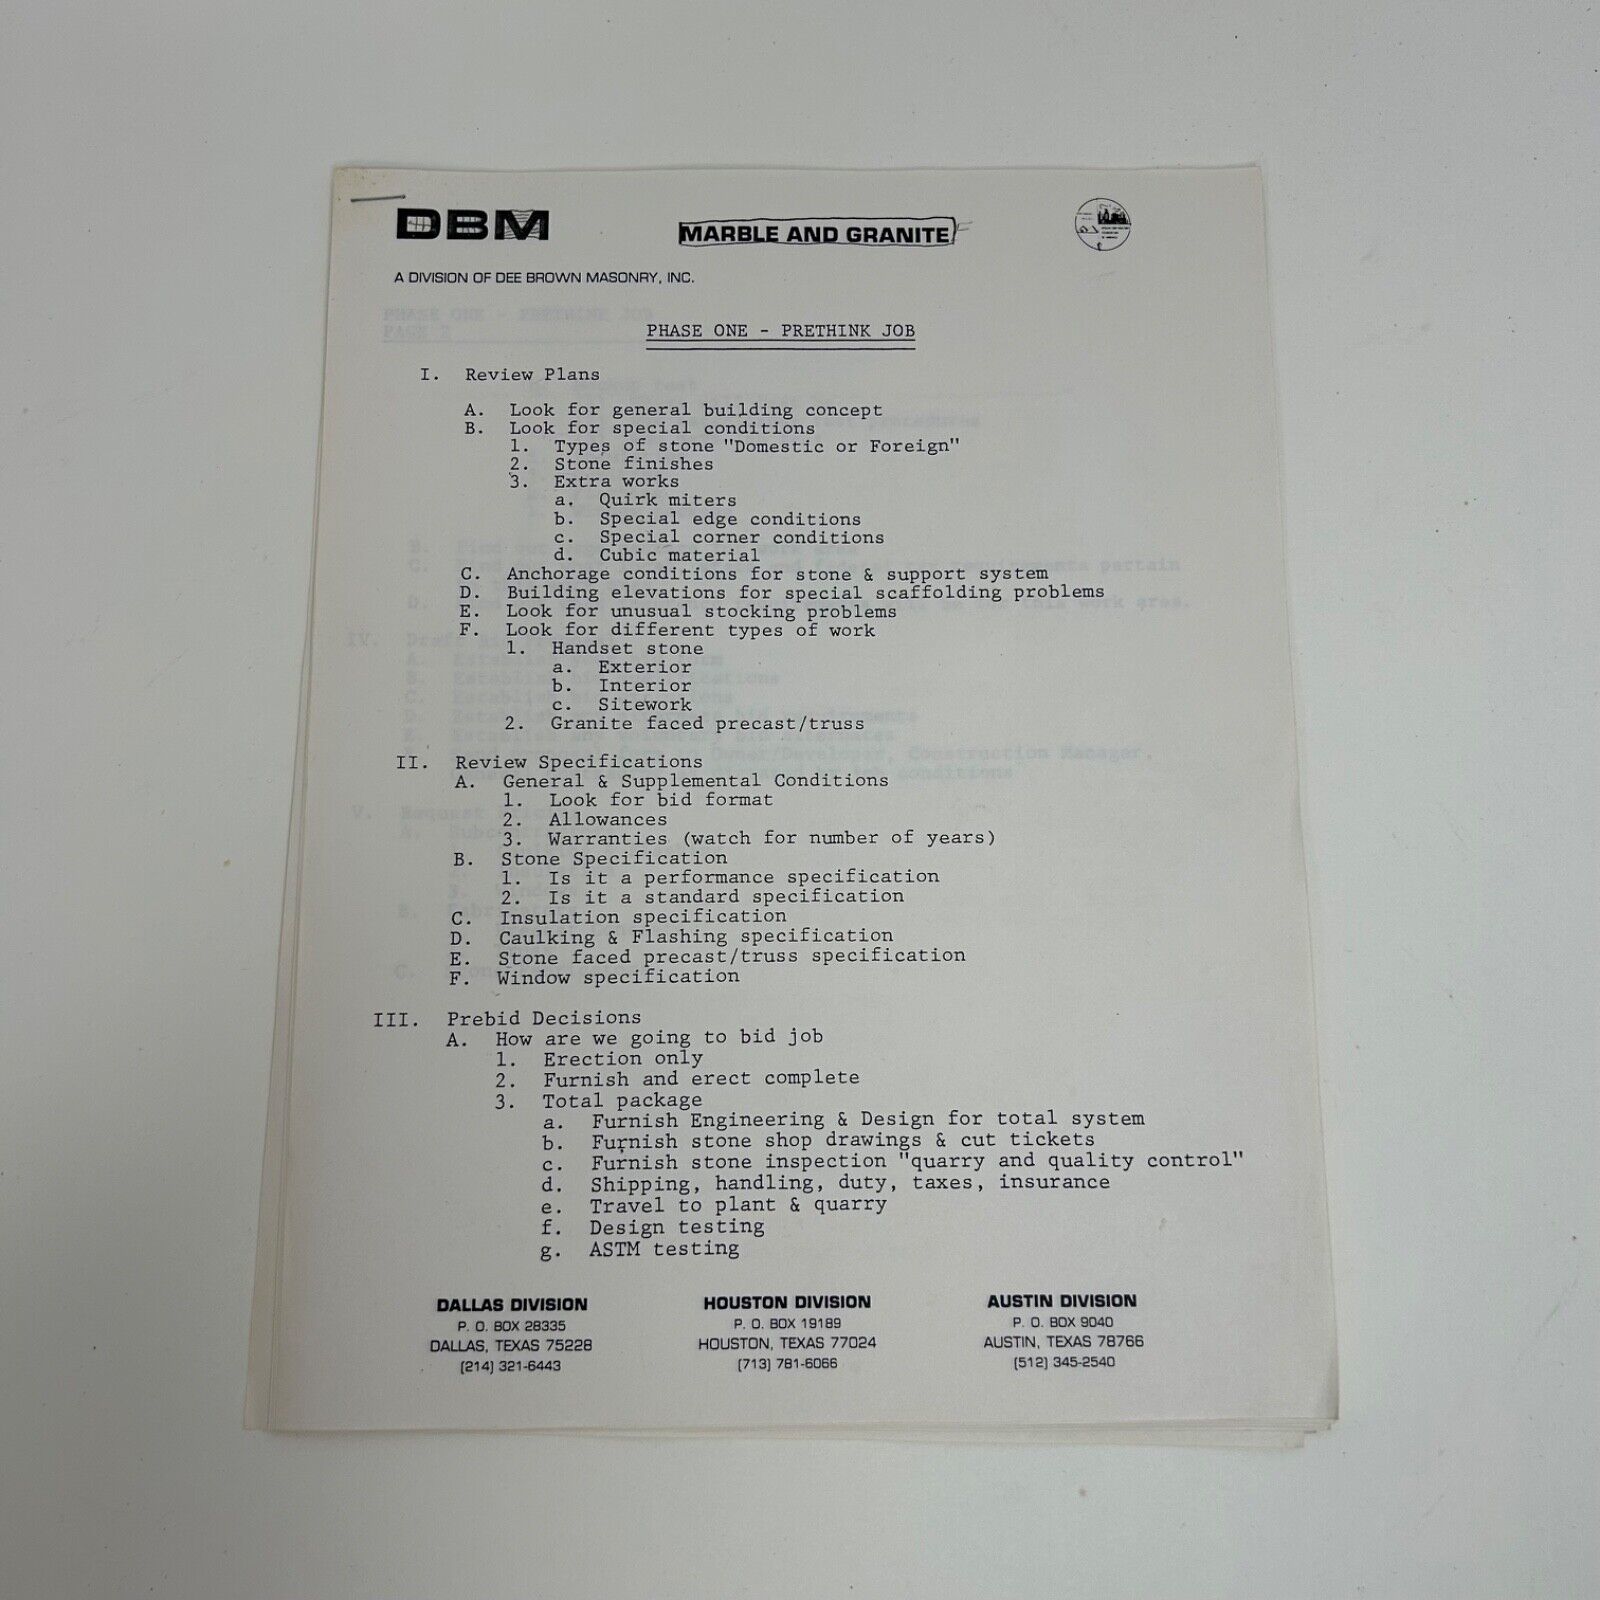 DBM
MARBLE AND GRANITE
A DIVISION OF DEE BROWN MASONRY, INC.
PHASE ONE - PRETHINK JOB
I. Review Plans
A. Look for general building concept
B. Look for special conditions
1. Types of stone "Domestic or Foreign"
2. Stone finishes
3. Extra works
a. Quirk miters
b. Special edge conditions
c. Special corner conditions
d. Cubic material
C. Anchorage conditions for stone & support system
D. Building elevations for special scaffolding problems
E. Look for unusual stocking problems
F. Look for different types of work
1. Handset stone
a. Exterior
b. Interior
c. Sitework
2. Granite faced precast/truss
II. Review Specifications
A. General & Supplemental Conditions
1. Look for bid format
2. Allowances
3. Warranties (watch for number of years)
B. Stone Specification
1. Is it a performance specification
2. Is it a standard specification
C. Insulation specification
D. Caulking & Flashing specification
E. Stone faced precast/truss specification
F. Window specification
III. Prebid Decisions
A. How are we going to bid job
1. Erection only
2. Furnish and erect complete
3. Total package
a. Furnish Engineering & Design for total system
b. Furnish stone shop drawings & cut tickets
c. Furnish stone inspection "quarry and quality control"
d. Shipping, handling, duty, taxes, insurance
e. Travel to plant & quarry
f. Design testing
g. ASTM testing
DALLAS DIVISION
P. O. BOX 28335
DALLAS, TEXAS 75228
(214) 321-6443
HOUSTON DIVISION
P. O. BOX 19189
HOUSTON, TEXAS 77024
(713) 781-6066
AUSTIN DIVISION
P. O. BOX 9040
AUSTIN, TEXAS 78766
(512) 345-2540